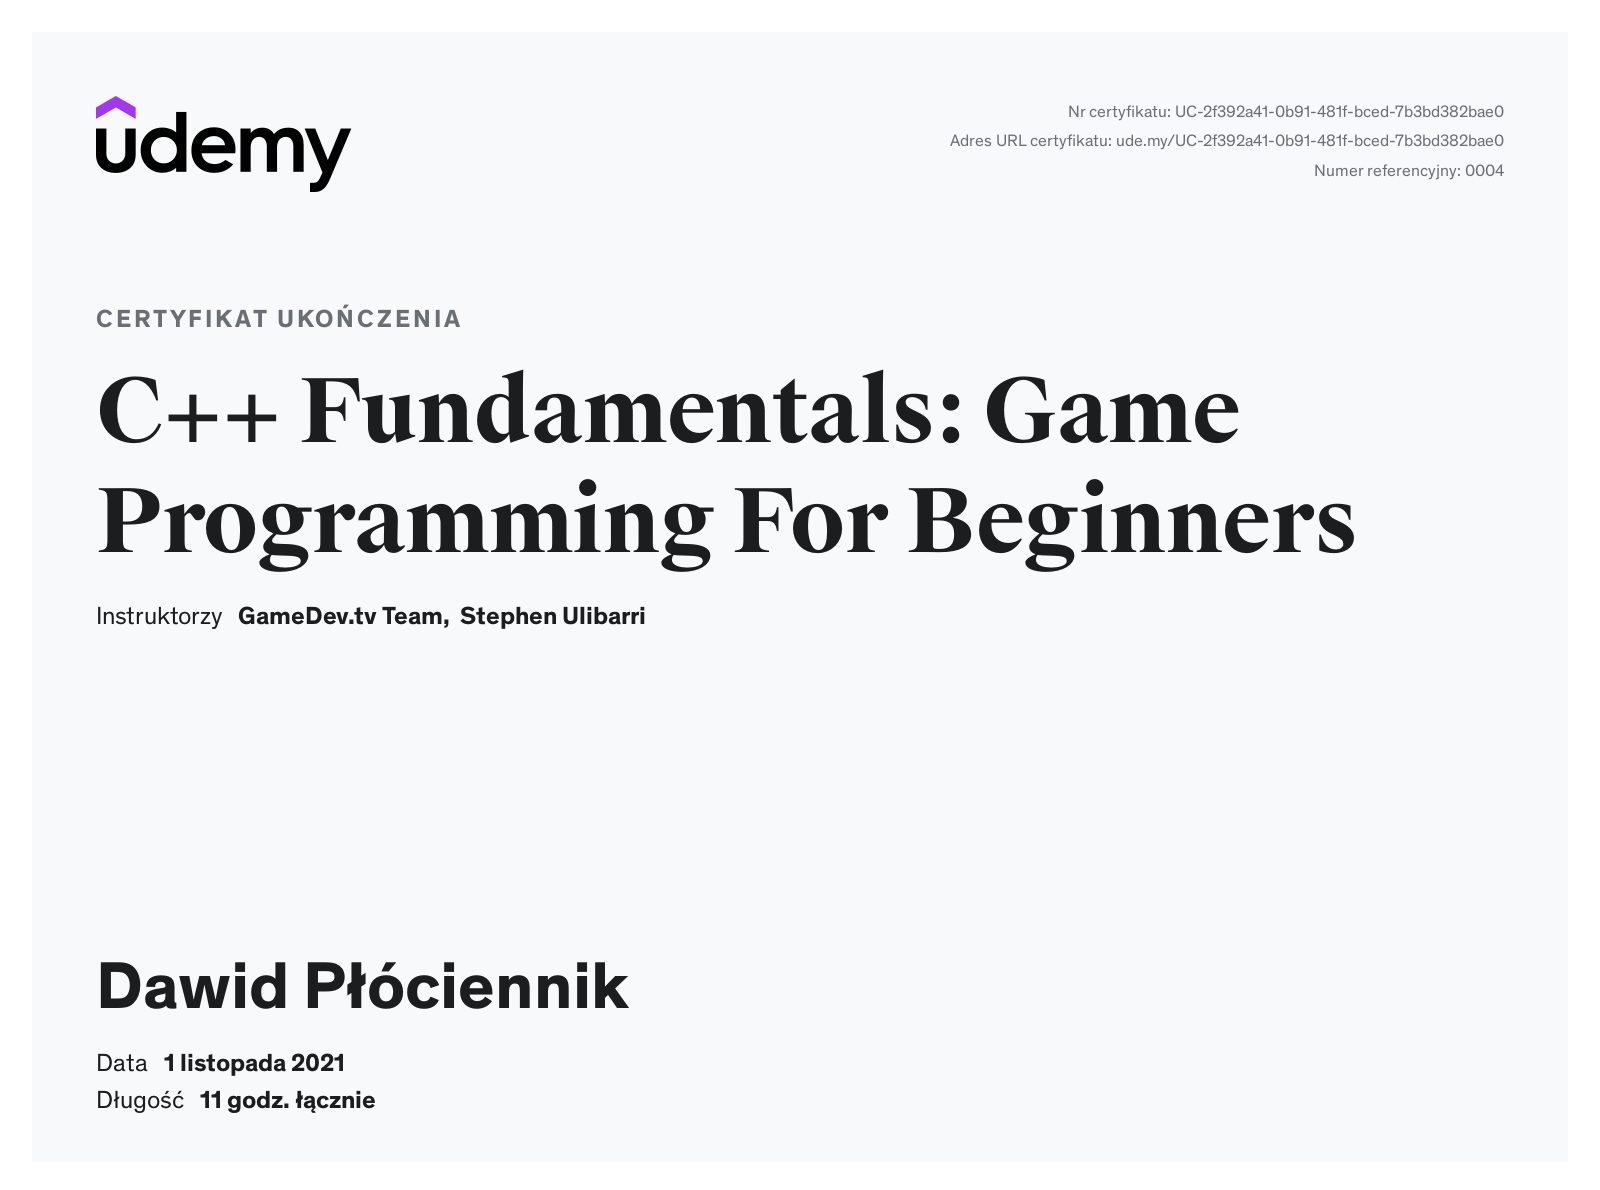 udemy
Nr certyfikatu: UC-2f392a41-0b91-481f-bced-7b3bd382bae0
Adres URL certyfikatu: ude.my/UC-2f392a41-0b91-481f-bced-7b3bd382bae0
Numer referencyjny: 0004
CERTYFIKAT UKOŃCZENIA
C++ Fundamentals: Game
Programming For Beginners
Instruktorzy GameDev.tv Team, Stephen Ulibarri
Dawid Płóciennik
Data 1 listopada 2021
Długość 11 godz. łącznie